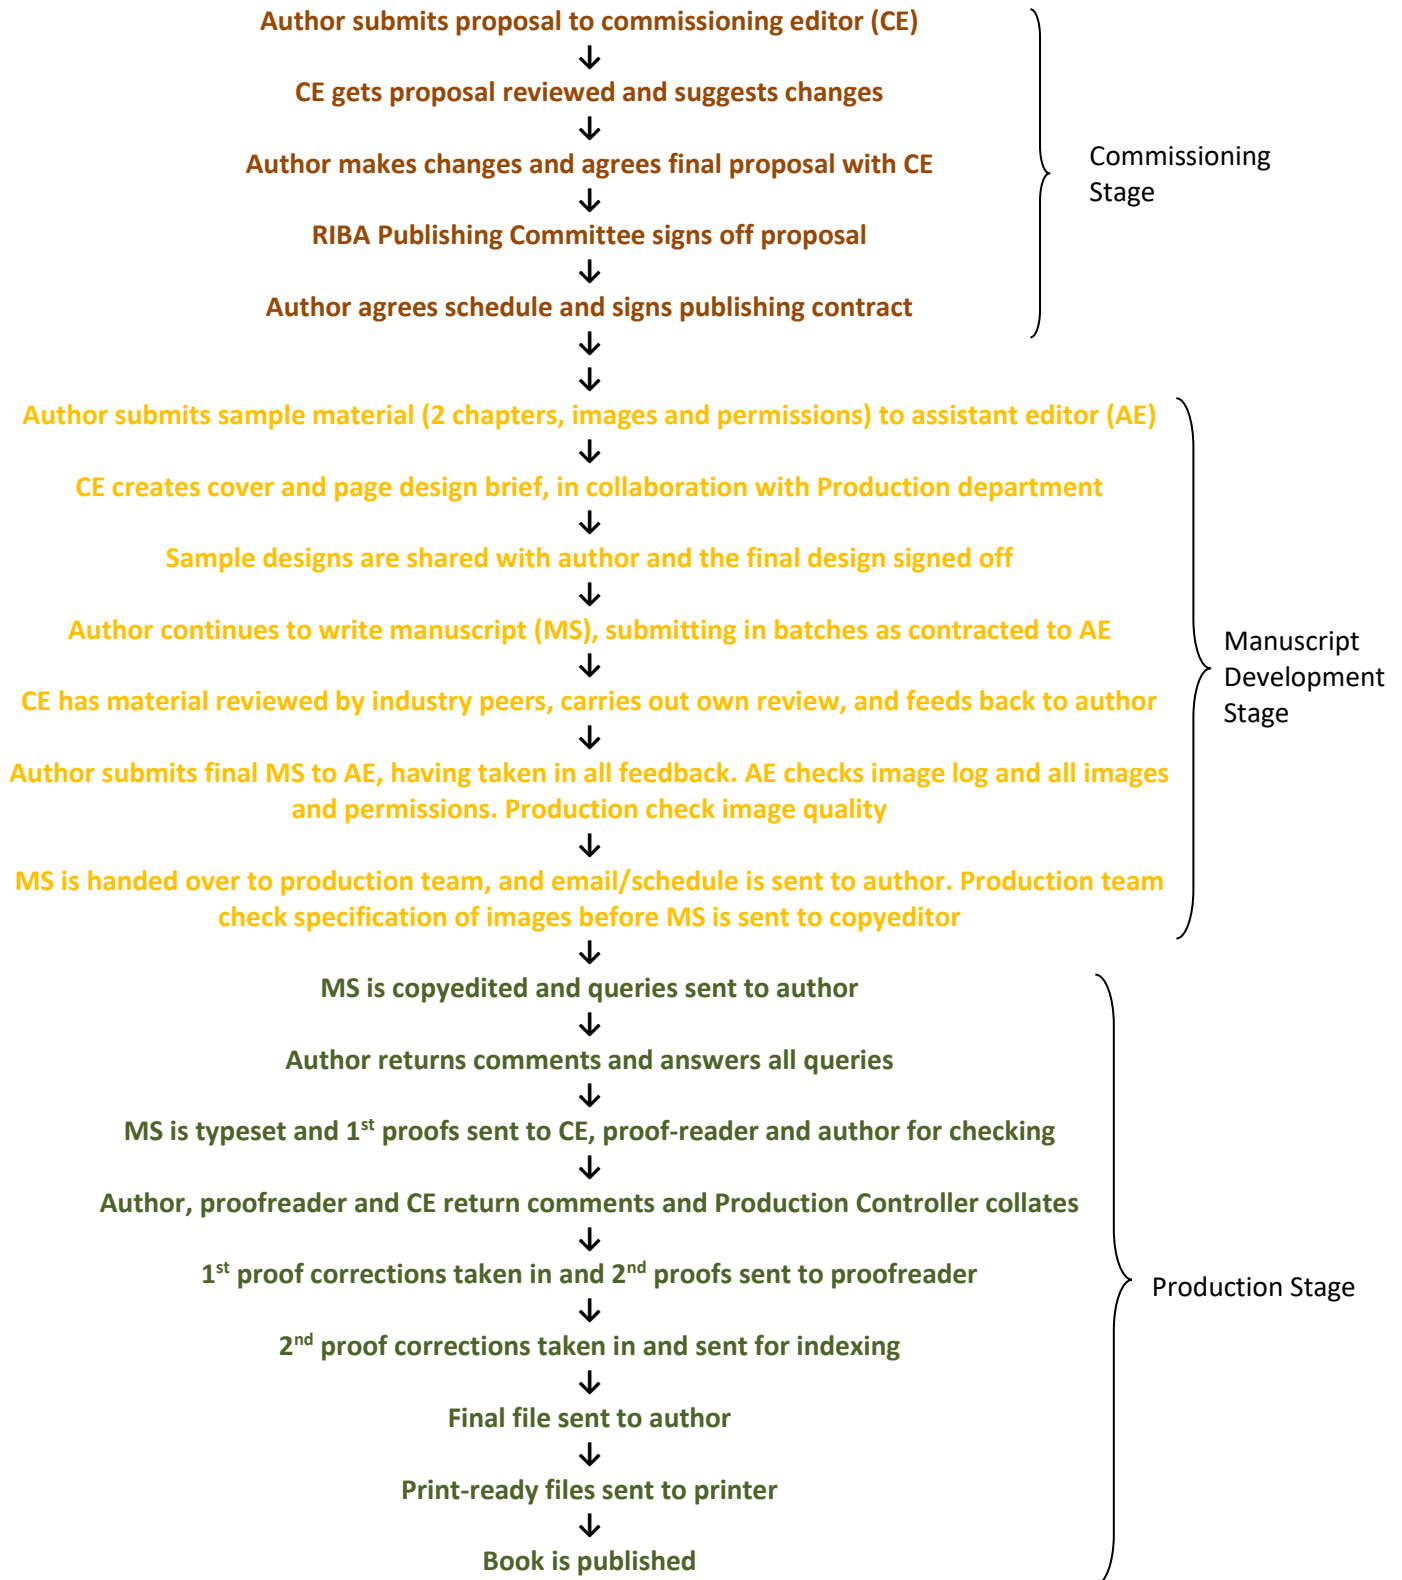 Author submits proposal to commissioning editor (CE)
CE gets proposal reviewed and suggests changes
Author makes changes and agrees final proposal with CE
RIBA Publishing Committee signs off proposal
Author agrees schedule and signs publishing contract
Commissioning
Stage
Author submits sample material (2 chapters, images and permissions) to assistant editor (AE)
CE creates cover and page design brief, in collaboration with Production department
Sample designs are shared with author and the final design signed off
Author continues to write manuscript (MS), submitting in batches as contracted to AE
CE has material reviewed by industry peers, carries out own review, and feeds back to author
Author submits final MS to AE, having taken in all feedback. AE checks image log and all images
and permissions. Production check image quality
MS is handed over to production team, and email/schedule is sent to author. Production team
check specification of images before MS is sent to copyeditor
Manuscript
Development
Stage
MS is copyedited and queries sent to author
Author returns comments and answers all queries
MS is typeset and 1st proofs sent to CE, proof-reader and author for checking
Author, proofreader and CE return comments and Production Controller collates
1st proof corrections taken in and 2nd proofs sent to proofreader
2nd proof corrections taken in and sent for indexing
Final file sent to author
Print-ready files sent to printer
Book is published
Production Stage